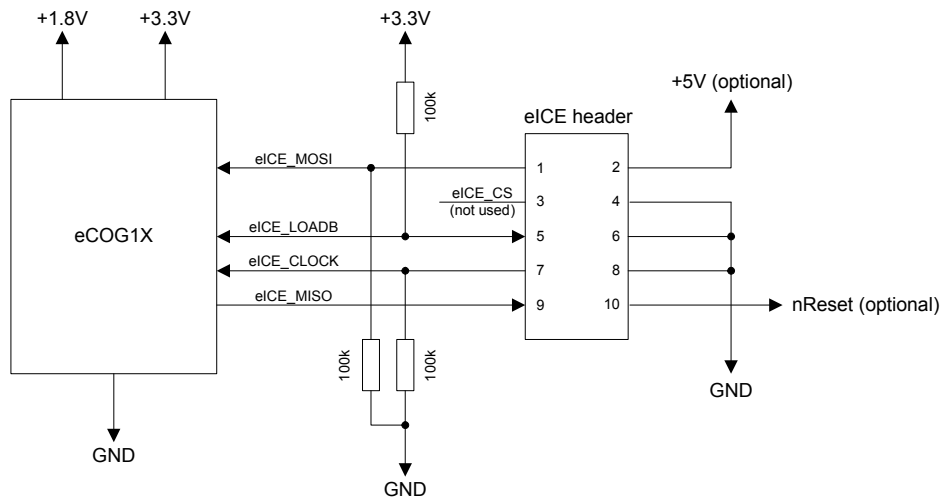 +1.8V
+3.3V
+3.3V
+5V (optional)
100k
eICE header
eICE_MOSI
1
2
eICE_CS
(not used)
3
4
eCOG1X
eICE_LOADB
5
6
eICE_CLOCK
7
8
eICE_MISO
9
10
nReset (optional)
100k
100k
GND
GND
GND